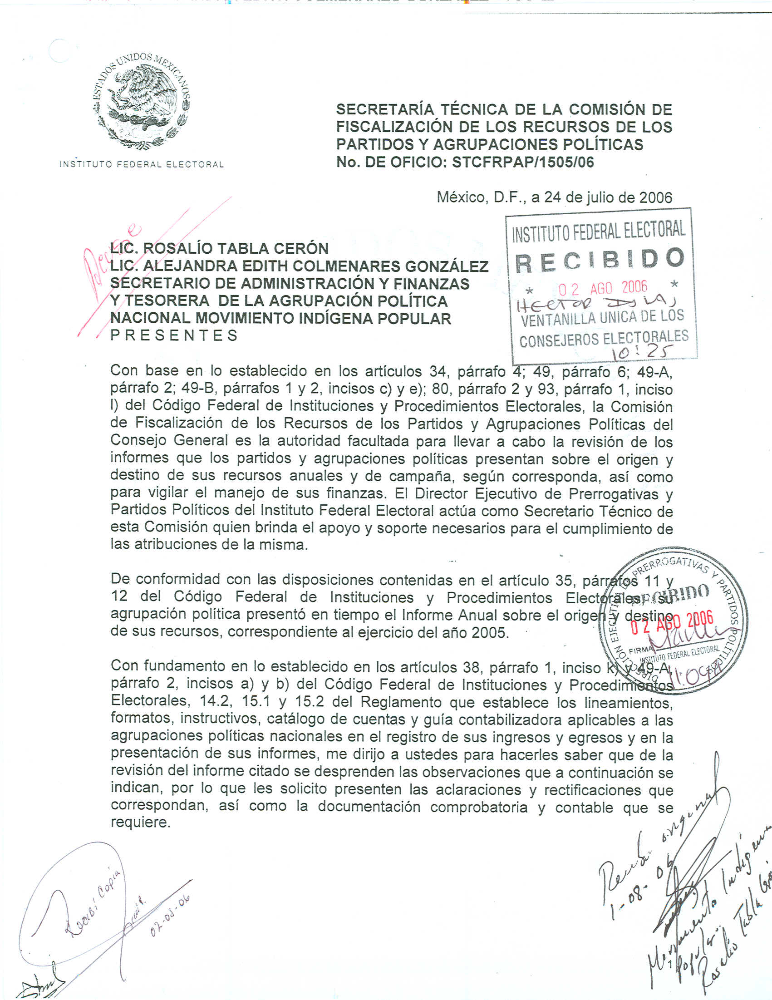 ESTADOS UNIDOS MEXICANOS
INSTITUTO FEDERAL ELECTORAL
SECRETARÍA TÉCNICA DE LA COMISIÓN DE
FISCALIZACIÓN DE LOS RECURSOS DE LOS
PARTIDOS Y AGRUPACIONES POLÍTICAS
No. DE OFICIO: STCFRPAP/1505/06
México, D.F., a 24 de julio de 2006
INSTITUTO FEDERAL ELECTORAL
RECIBIDO
* 02 AGO 2006 *
HECTOR
VENTANILLA UNICA DE LOS
CONSEJEROS ELECTORALES
10:25
Acuse
LIC. ROSALÍO TABLA CERÓN
LIC. ALEJANDRA EDITH COLMENARES GONZÁLEZ
SECRETARIO DE ADMINISTRACIÓN Y FINANZAS
Y TESORERA DE LA AGRUPACIÓN POLÍTICA
NACIONAL MOVIMIENTO INDÍGENA POPULAR
P R E S E N T E S
Con base en lo establecido en los artículos 34, párrafo 4; 49, párrafo 6; 49-A,
párrafo 2; 49-B, párrafos 1 y 2, incisos c) y e); 80, párrafo 2 y 93, párrafo 1, inciso
l) del Código Federal de Instituciones y Procedimientos Electorales, la Comisión
de Fiscalización de los Recursos de los Partidos y Agrupaciones Políticas del
Consejo General es la autoridad facultada para llevar a cabo la revisión de los
informes que los partidos y agrupaciones políticas presentan sobre el origen y
destino de sus recursos anuales y de campaña, según corresponda, así como
para vigilar el manejo de sus finanzas. El Director Ejecutivo de Prerrogativas y
Partidos Políticos del Instituto Federal Electoral actúa como Secretario Técnico de
esta Comisión quien brinda el apoyo y soporte necesarios para el cumplimiento de
las atribuciones de la misma.
De conformidad con las disposiciones contenidas en el artículo 35, párrafos 11 y
12 del Código Federal de Instituciones y Procedimientos Electorales, su
agrupación política presentó en tiempo el Informe Anual sobre el origen y destino
de sus recursos, correspondiente al ejercicio del año 2005.
DIRECCIÓN EJECUTIVA DE PRERROGATIVAS Y PARTIDOS POLÍTICOS
RECIBIDO
02 AGO 2006
FIRMA
INSTITUTO FEDERAL ELECTORAL
Con fundamento en lo establecido en los artículos 38, párrafo 1, inciso k) y 49-A,
párrafo 2, incisos a) y b) del Código Federal de Instituciones y Procedimientos
Electorales, 14.2, 15.1 y 15.2 del Reglamento que establece los lineamientos,
formatos, instructivos, catálogo de cuentas y guía contabilizadora aplicables a las
agrupaciones políticas nacionales en el registro de sus ingresos y egresos y en la
presentación de sus informes, me dirijo a ustedes para hacerles saber que de la
revisión del informe citado se desprenden las observaciones que a continuación se
indican, por lo que les solicito presenten las aclaraciones y rectificaciones que
correspondan, así como la documentación comprobatoria y contable que se
requiere.
Recibí Copia
02-08-06
Recibí original
1-08-06
Movimiento Indígena
Popular
Rosalío Tabla
1